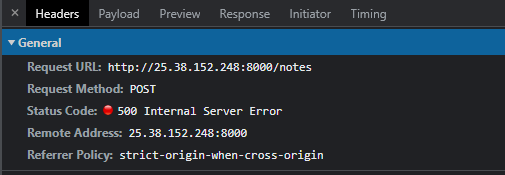 Headers Payload Preview Response Initiator Timing
General
Request URL: http://25.38.152.248:8000/notes
Request Method: POST
Status Code: 500 Internal Server Error
Remote Address: 25.38.152.248:8000
Referrer Policy: strict-origin-when-cross-origin